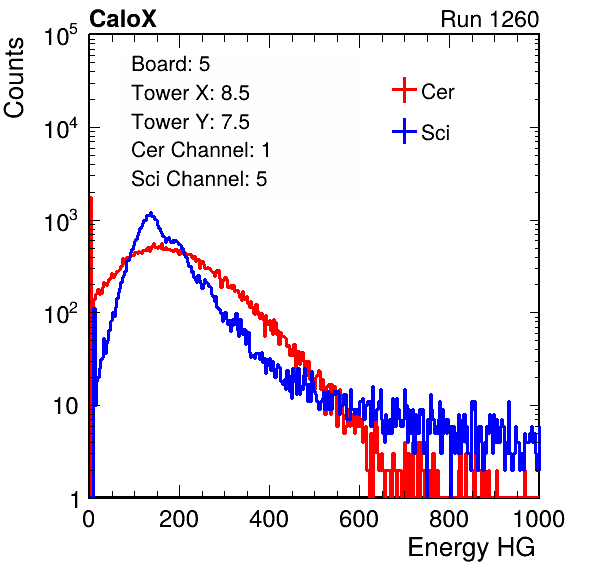 CaloX Run 1260
Counts
Board: 5
Tower X: 8.5
Tower Y: 7.5
Cer Channel: 1
Sci Channel: 5
Cer
Sci
10^5
10^4
10^3
10^2
10
1
0 200 400 600 800 1000
Energy HG